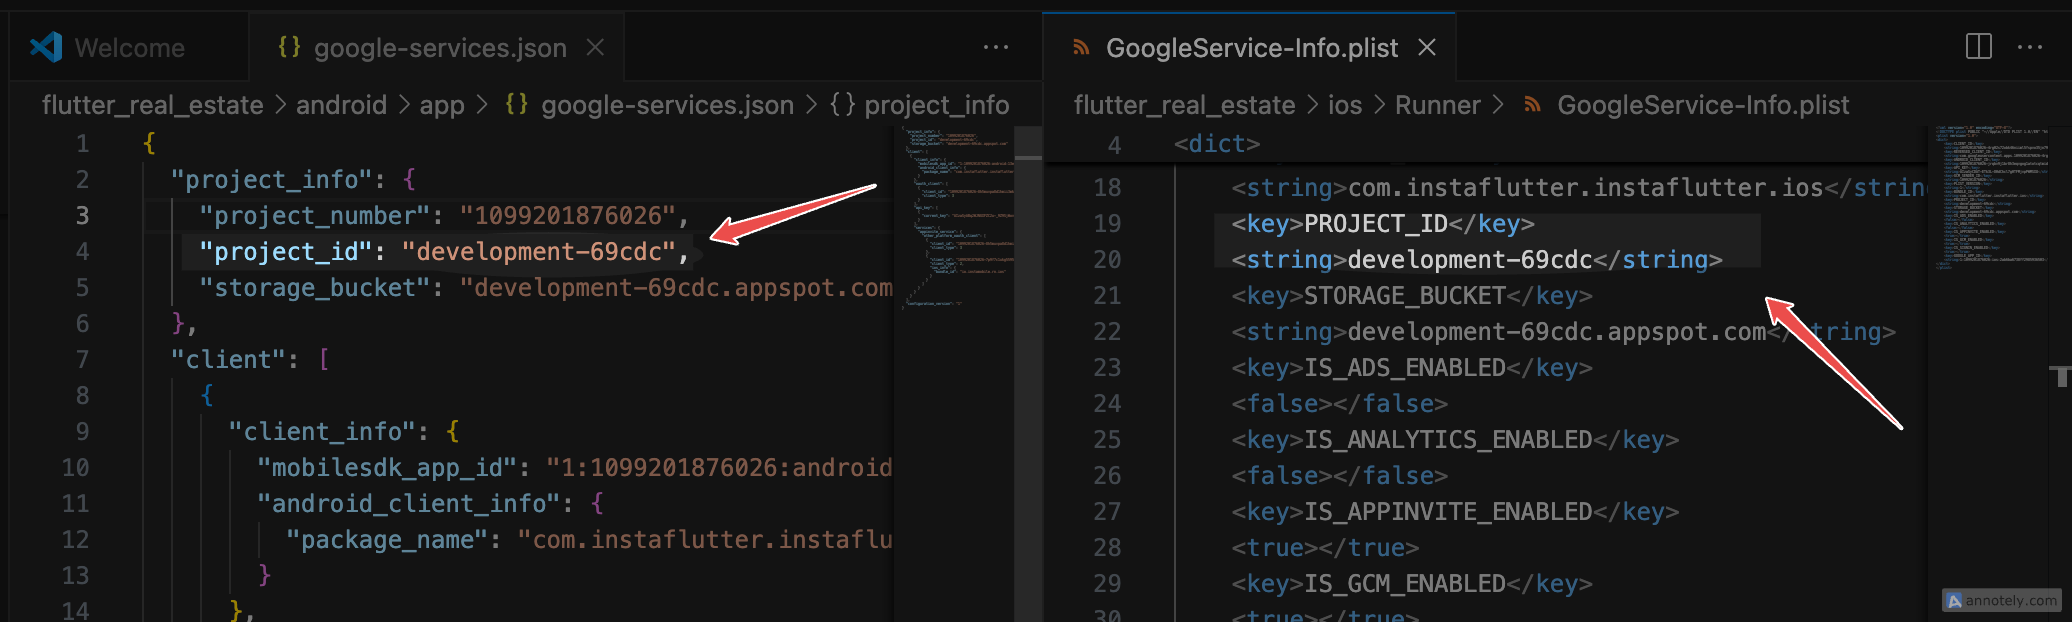 Welcome
{} google-services.json ×
...
flutter_real_estate > android > app > {} google-services.json > {} project_info
1 {
2 "project_info": {
3 "project_number": "1099201876026",
4 "project_id": "development-69cdc",
5 "storage_bucket": "development-69cdc.appspot.com
6 },
7 "client": [
8 {
9 "client_info": {
10 "mobilesdk_app_id": "1:1099201876026:android
11 "android_client_info": {
12 "package_name": "com.instaflutter.instaflu
13 }
14 },
GoogleService-Info.plist ×
...
flutter_real_estate > ios > Runner > GoogleService-Info.plist
4 <dict>
18 <string>com.instaflutter.instaflutter.ios</strin
19 <key>PROJECT_ID</key>
20 <string>development-69cdc</string>
21 <key>STORAGE_BUCKET</key>
22 <string>development-69cdc.appspot.com</string>
23 <key>IS_ADS_ENABLED</key>
24 <false></false>
25 <key>IS_ANALYTICS_ENABLED</key>
26 <false></false>
27 <key>IS_APPINVITE_ENABLED</key>
28 <true></true>
29 <key>IS_GCM_ENABLED</key>
30 <true></true>
annotely.com